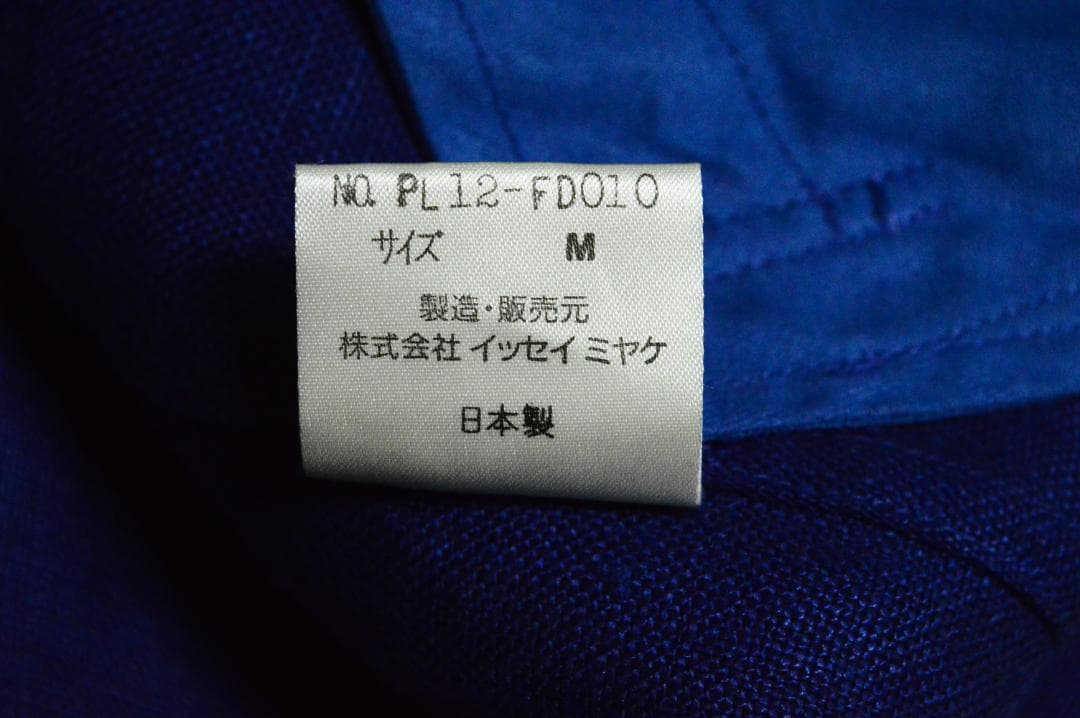 NO. PL12-FD010
サイズ M
製造・販売元
株式会社 イッセイ ミヤケ
日本製